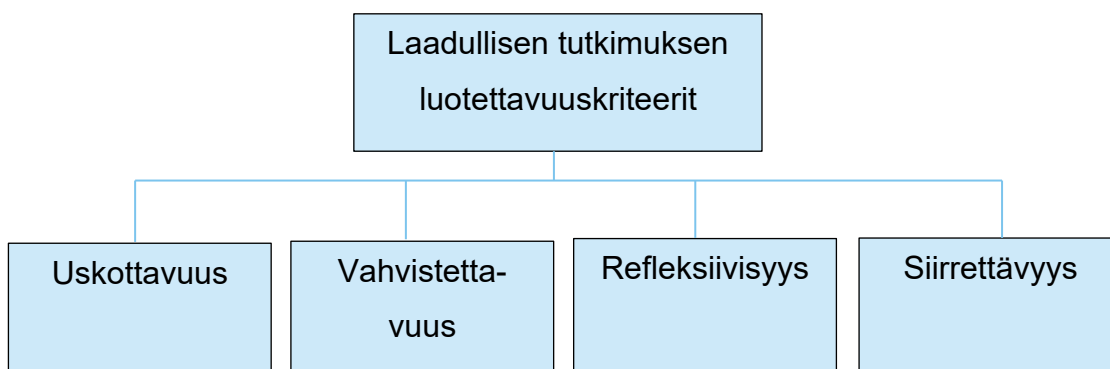 Laadullisen tutkimuksen
luotettavuuskriteerit
Uskottavuus
Vahvistetta-
vuus
Refleksiivisyys
Siirrettävyys